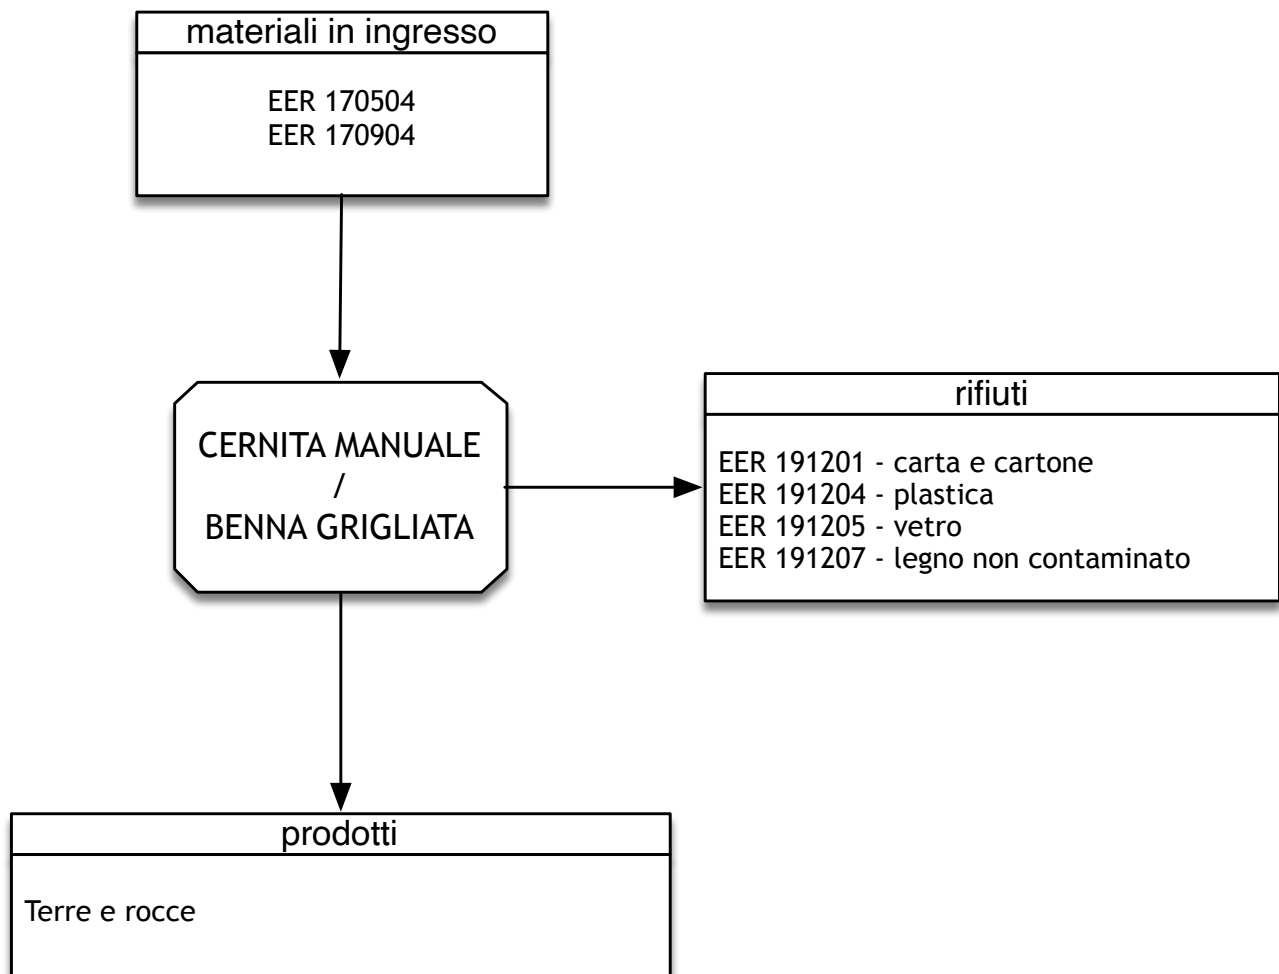 materiali in ingresso
EER 170504
EER 170904
CERNITA MANUALE
/
BENNA GRIGLIATA
rifiuti
EER 191201 - carta e cartone
EER 191204 - plastica
EER 191205 - vetro
EER 191207 - legno non contaminato
prodotti
Terre e rocce